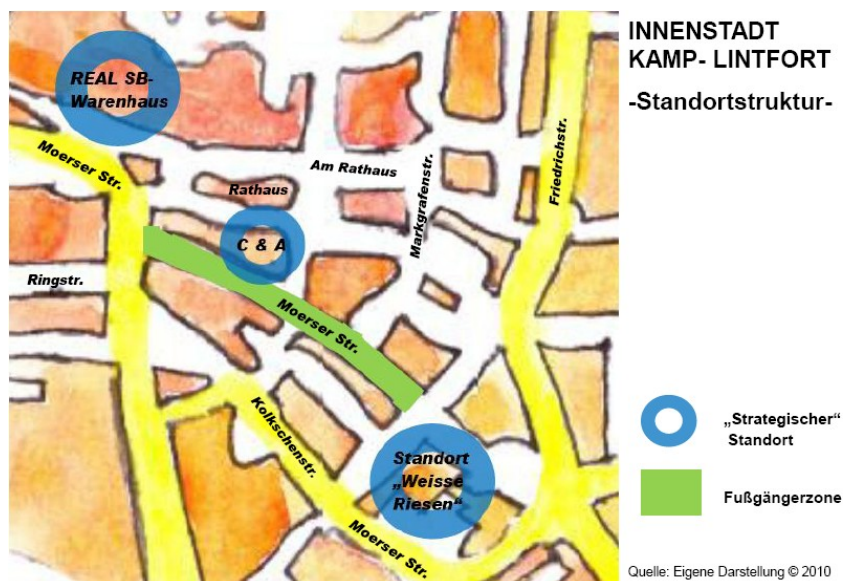 INNENSTADT
KAMP- LINTFORT
-Standortstruktur-
REAL SB-
Warenhaus
Moerser Str.
Am Rathaus
Rathaus
Markgrafenstr.
Friedrichstr.
C & A
Ringstr.
Moerser Str.
Kolkschenstr.
Standort
„Weisse
Riesen“
Moerser Str.
„Strategischer“
Standort
Fußgängerzone
Quelle: Eigene Darstellung © 2010